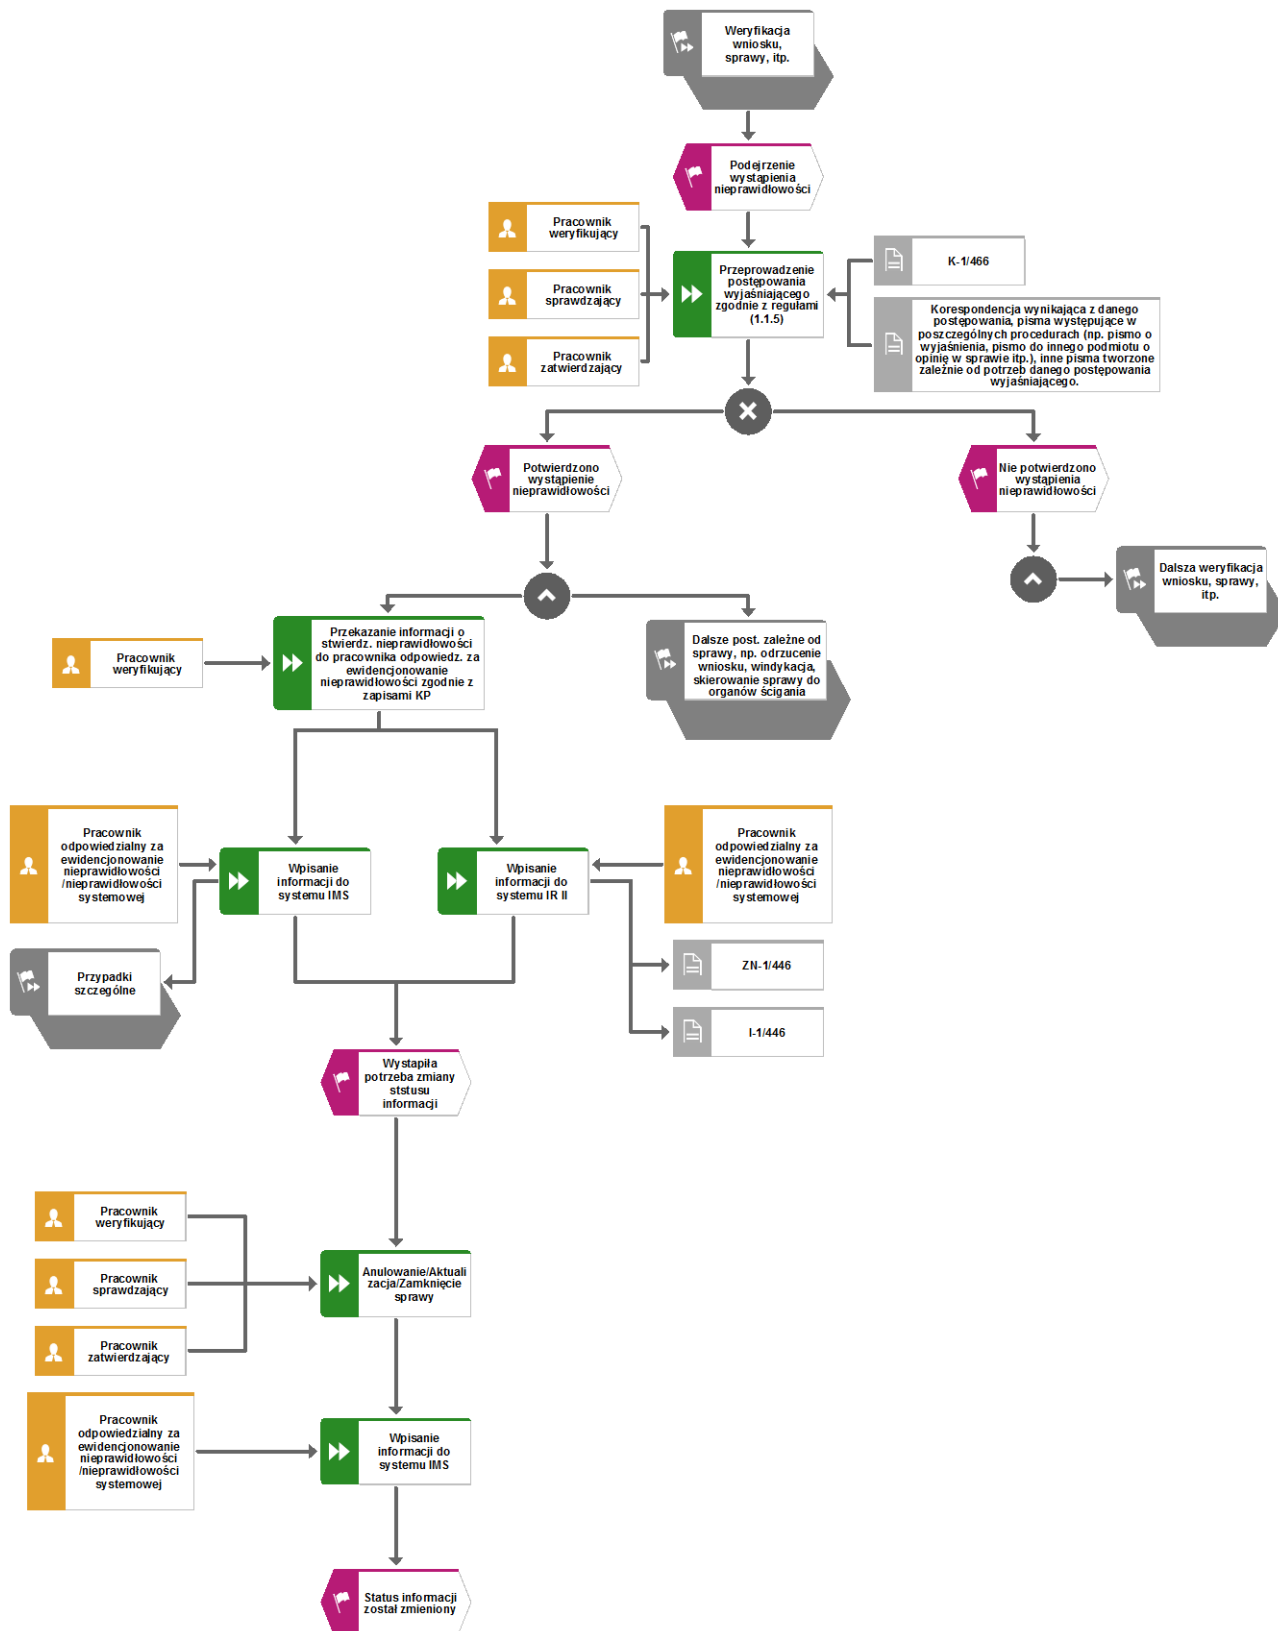 Weryfikacja
wniosku,
sprawy, itp.
Podejrzenie
wystąpienia
nieprawidłowości
Pracownik
weryfikujący
Pracownik
sprawdzający
Pracownik
zatwierdzający
Przeprowadzenie
postępowania
wyjaśniającego
zgodnie z regułami
(1.1.5)
K-1/466
Korespondencja wynikająca z danego
postępowania, pisma występujące w
poszczególnych procedurach (np. pismo o
wyjaśnienia, pismo do innego podmiotu o
opinię w sprawie itp.), inne pisma tworzone
zależnie od potrzeb danego postępowania
wyjaśniającego.
Potwierdzono
wystąpienie
nieprawidłowości
Nie potwierdzono
wystąpienia
nieprawidłowości
Dalsza weryfikacja
wniosku, sprawy,
itp.
Pracownik
weryfikujący
Przekazanie informacji o
stwierdz. nieprawidłowości
do pracownika odpowiedz. za
ewidencjonowanie
nieprawidłowości zgodnie z
zapisami KP
Dalsze post. zależne od
sprawy, np. odrzucenie
wniosku, windykacja,
skierowanie sprawy do
organów ścigania
Pracownik
odpowiedzialny za
ewidencjonowanie
nieprawidłowości
/nieprawidłowości
systemowej
Wpisanie
informacji do
systemu IMS
Wpisanie
informacji do
systemu IR II
Pracownik
odpowiedzialny za
ewidencjonowanie
nieprawidłowości
/nieprawidłowości
systemowej
Przypadki
szczególne
ZN-1/446
I-1/446
Wystapiła
potrzeba zmiany
ststusu
informacji
Pracownik
weryfikujący
Pracownik
sprawdzający
Pracownik
zatwierdzający
Anulowanie/Aktuali
zacja/Zamknięcie
sprawy
Pracownik
odpowiedzialny za
ewidencjonowanie
nieprawidłowości
/nieprawidłowości
systemowej
Wpisanie
informacji do
systemu IMS
Status informacji
został zmieniony